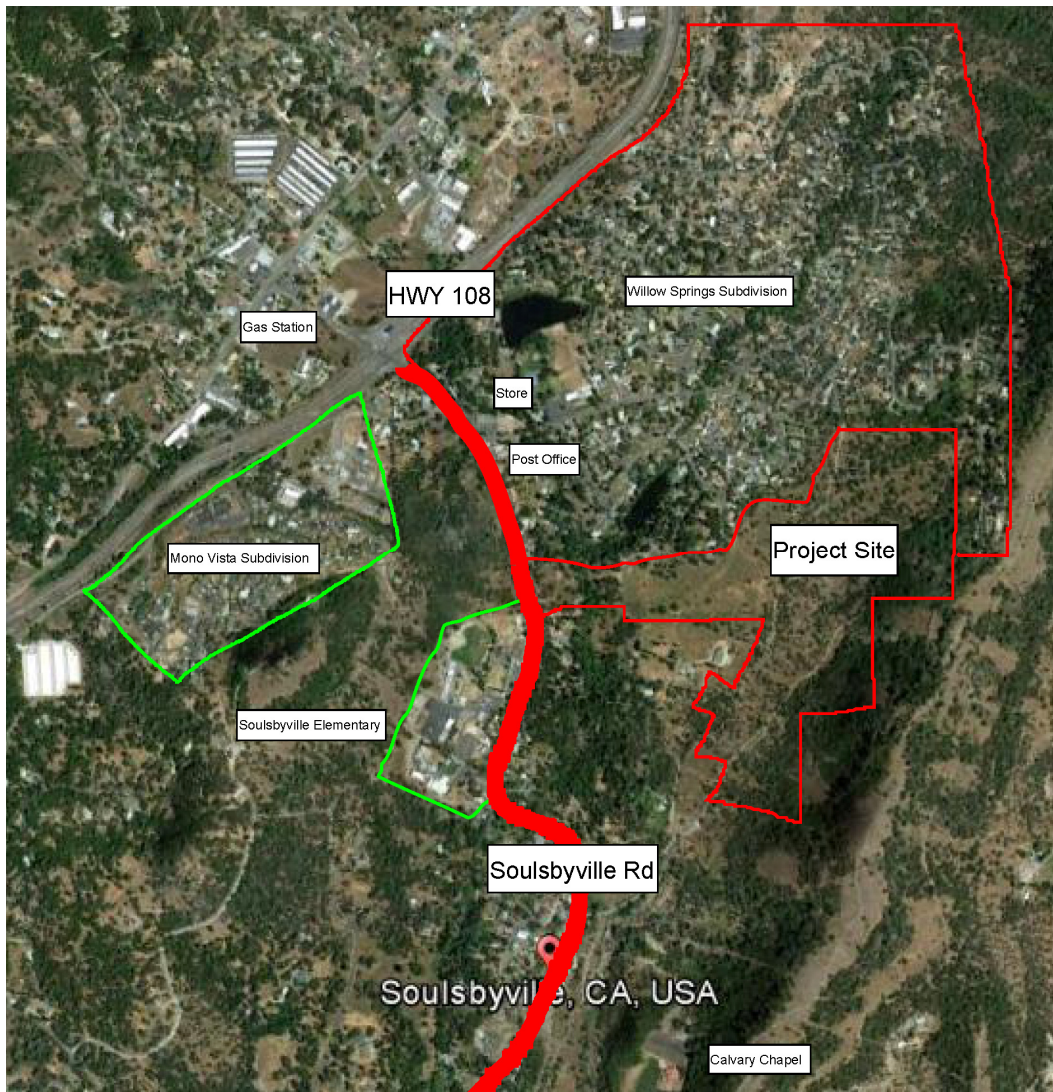 HWY 108
Willow Springs Subdivision
Gas Station
Store
Post Office
Project Site
Mono Vista Subdivision
Soulsbyville Elementary
Soulsbyville Rd
Soulsbyville, CA, USA
Calvary Chapel